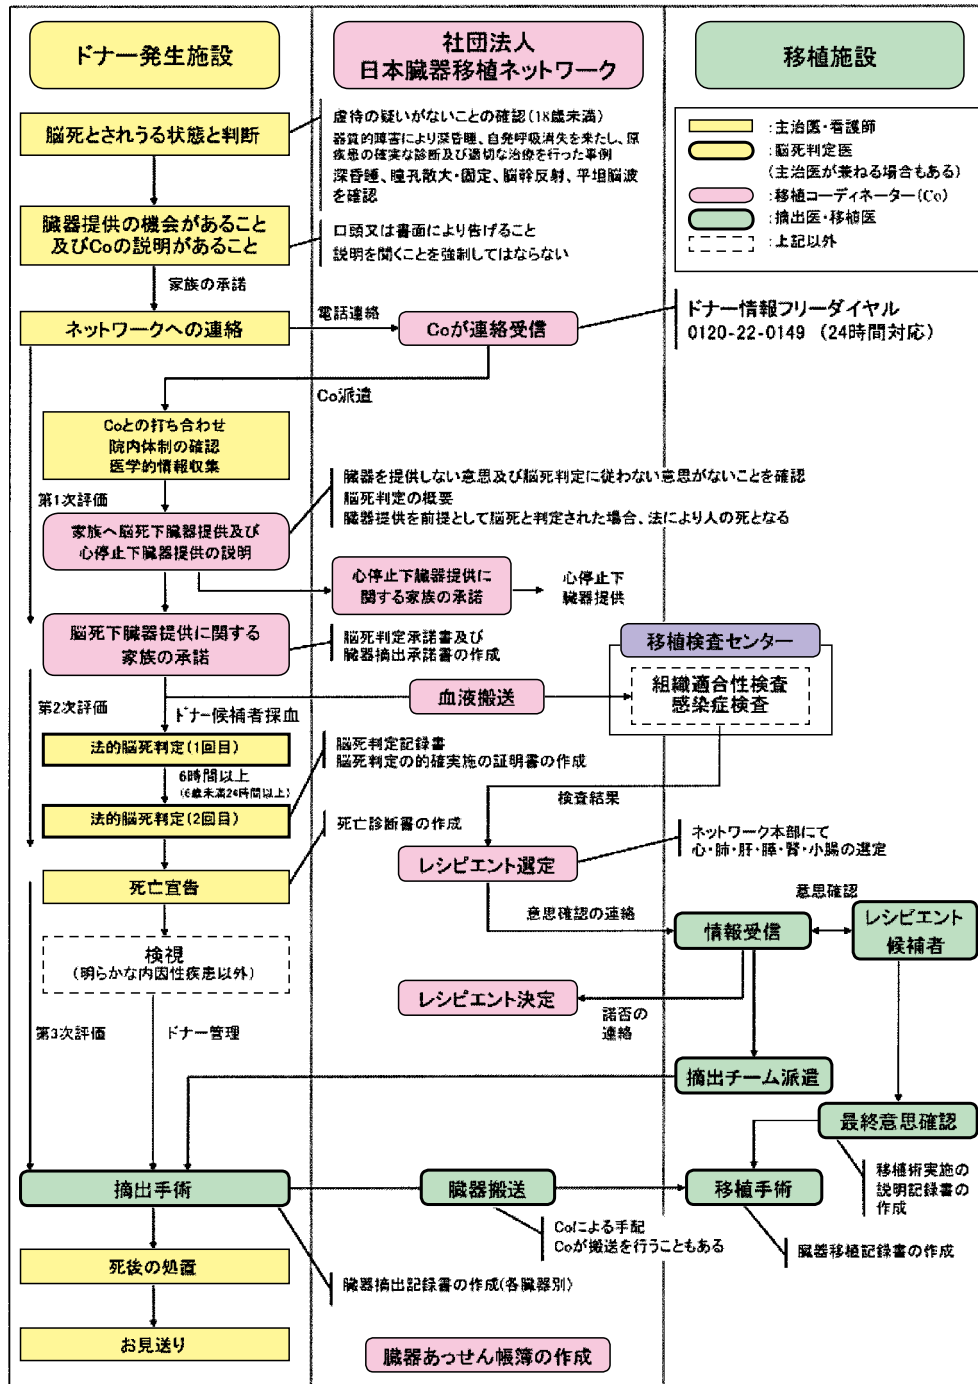 ドナー発生施設
社団法人
日本臓器移植ネットワーク
移植施設
脳死とされうる状態と判断
虐待の疑いがないことの確認(18歳未満)
器質的障害により深昏睡、自発呼吸消失を来たし、原
疾患の確実な診断及び適切な治療を行った事例
深昏睡、瞳孔散大・固定、脳幹反射、平坦脳波
を確認
:主治医・看護師
:脳死判定医
(主治医が兼ねる場合もある)
:移植コーディネーター(Co)
:摘出医・移植医
:上記以外
臓器提供の機会があること
及びCoの説明があること
口頭又は書面により告げること
説明を聞くことを強制してはならない
家族の承諾
ネットワークへの連絡
電話連絡
Coが連絡受信
ドナー情報フリーダイヤル
0120-22-0149 (24時間対応)
Co派遣
Coとの打ち合わせ
院内体制の確認
医学的情報収集
第1次評価
臓器を提供しない意思及び脳死判定に従わない意思がないことを確認
脳死判定の概要
臓器提供を前提として脳死と判定された場合、法により人の死となる
家族へ脳死下臓器提供及び
心停止下臓器提供の説明
心停止下臓器提供に
関する家族の承諾
心停止下
臓器提供
脳死下臓器提供に関する
家族の承諾
脳死判定承諾書及び
臓器摘出承諾書の作成
移植検査センター
組織適合性検査
感染症検査
血液搬送
第2次評価
ドナー候補者採血
法的脳死判定(1回目)
脳死判定記録書
脳死判定の的確実施の証明書の作成
6時間以上
(6歳未満24時間以上)
検査結果
法的脳死判定(2回目)
死亡診断書の作成
ネットワーク本部にて
心・肺・肝・膵・腎・小腸の選定
レシピエント選定
死亡宣告
意思確認の連絡
意思確認
情報受信
レシピエント
候補者
検視
(明らかな内因性疾患以外)
レシピエント決定
諾否の
連絡
第3次評価
ドナー管理
摘出チーム派遣
最終意思確認
移植術実施の
説明記録書の
作成
摘出手術
臓器搬送
移植手術
Coによる手配
Coが搬送を行うこともある
臓器移植記録書の作成
死後の処置
臓器摘出記録書の作成(各臓器別)
お見送り
臓器あっせん帳簿の作成